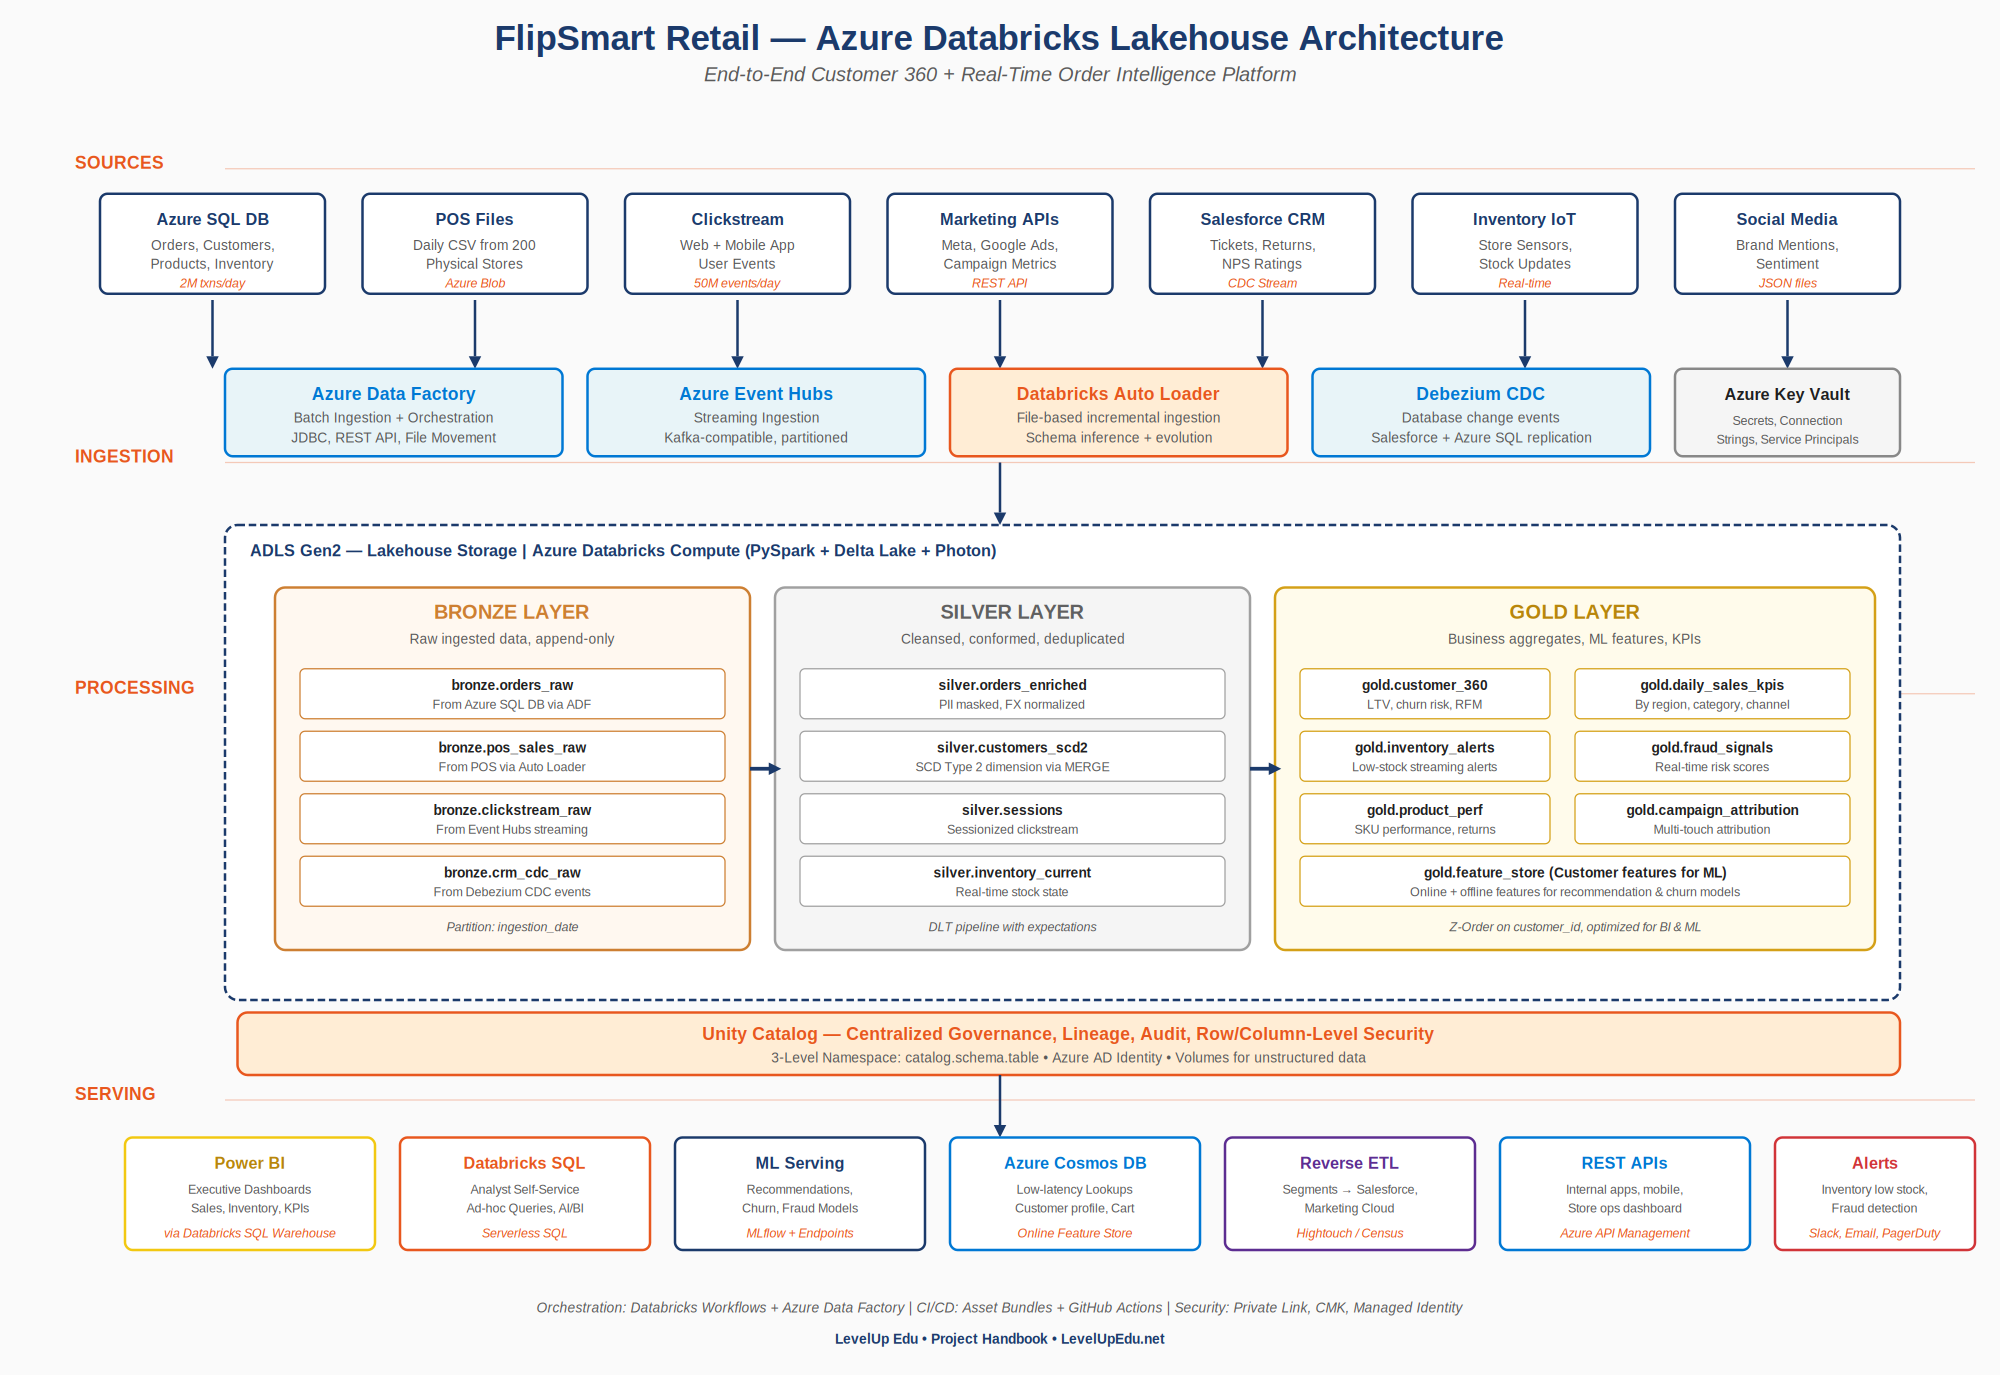 FlipSmart Retail — Azure Databricks Lakehouse Architecture
End-to-End Customer 360 + Real-Time Order Intelligence Platform
SOURCES
Azure SQL DB
Orders, Customers,
Products, Inventory
2M txns/day
POS Files
Daily CSV from 200
Physical Stores
Azure Blob
Clickstream
Web + Mobile App
User Events
50M events/day
Marketing APIs
Meta, Google Ads,
Campaign Metrics
REST API
Salesforce CRM
Tickets, Returns,
NPS Ratings
CDC Stream
Inventory IoT
Store Sensors,
Stock Updates
Real-time
Social Media
Brand Mentions,
Sentiment
JSON files
INGESTION
Azure Data Factory
Batch Ingestion + Orchestration
JDBC, REST API, File Movement
Azure Event Hubs
Streaming Ingestion
Kafka-compatible, partitioned
Databricks Auto Loader
File-based incremental ingestion
Schema inference + evolution
Debezium CDC
Database change events
Salesforce + Azure SQL replication
Azure Key Vault
Secrets, Connection
Strings, Service Principals
PROCESSING
ADLS Gen2 — Lakehouse Storage | Azure Databricks Compute (PySpark + Delta Lake + Photon)
BRONZE LAYER
Raw ingested data, append-only
bronze.orders_raw
From Azure SQL DB via ADF
bronze.pos_sales_raw
From POS via Auto Loader
bronze.clickstream_raw
From Event Hubs streaming
bronze.crm_cdc_raw
From Debezium CDC events
Partition: ingestion_date
SILVER LAYER
Cleansed, conformed, deduplicated
silver.orders_enriched
PII masked, FX normalized
silver.customers_scd2
SCD Type 2 dimension via MERGE
silver.sessions
Sessionized clickstream
silver.inventory_current
Real-time stock state
DLT pipeline with expectations
GOLD LAYER
Business aggregates, ML features, KPIs
gold.customer_360
LTV, churn risk, RFM
gold.daily_sales_kpis
By region, category, channel
gold.inventory_alerts
Low-stock streaming alerts
gold.fraud_signals
Real-time risk scores
gold.product_perf
SKU performance, returns
gold.campaign_attribution
Multi-touch attribution
gold.feature_store (Customer features for ML)
Online + offline features for recommendation & churn models
Z-Order on customer_id, optimized for BI & ML
Unity Catalog — Centralized Governance, Lineage, Audit, Row/Column-Level Security
3-Level Namespace: catalog.schema.table • Azure AD Identity • Volumes for unstructured data
SERVING
Power BI
Executive Dashboards
Sales, Inventory, KPIs
via Databricks SQL Warehouse
Databricks SQL
Analyst Self-Service
Ad-hoc Queries, AI/BI
Serverless SQL
ML Serving
Recommendations,
Churn, Fraud Models
MLflow + Endpoints
Azure Cosmos DB
Low-latency Lookups
Customer profile, Cart
Online Feature Store
Reverse ETL
Segments → Salesforce,
Marketing Cloud
Hightouch / Census
REST APIs
Internal apps, mobile,
Store ops dashboard
Azure API Management
Alerts
Inventory low stock,
Fraud detection
Slack, Email, PagerDuty
Orchestration: Databricks Workflows + Azure Data Factory | CI/CD: Asset Bundles + GitHub Actions | Security: Private Link, CMK, Managed Identity
LevelUp Edu • Project Handbook • LevelUpEdu.net